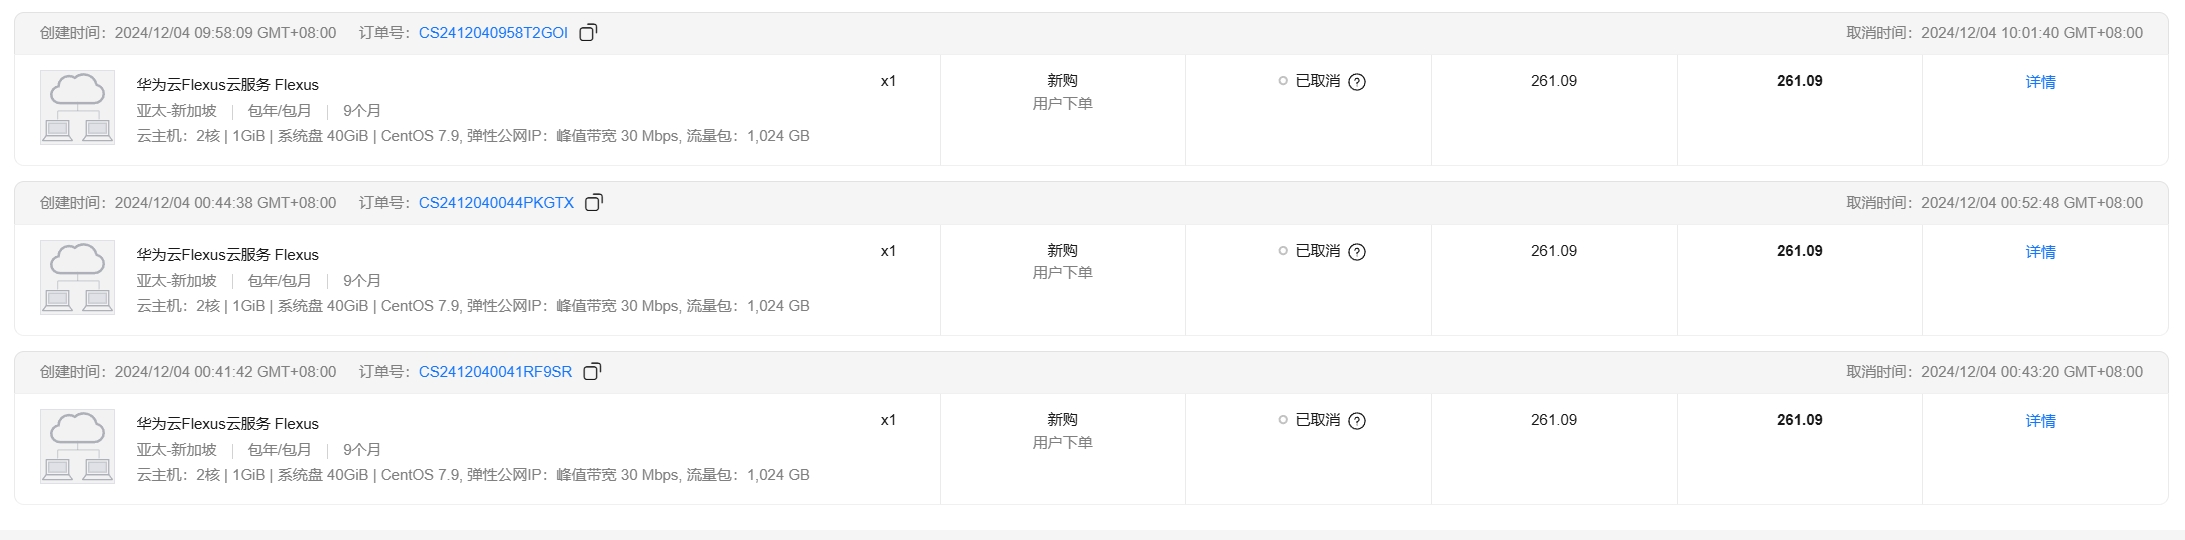 创建时间：2024/12/04 09:58:09 GMT+08:00 订单号：CS2412040958T2GOI 取消时间：2024/12/04 10:01:40 GMT+08:00
华为云Flexus云服务 Flexus x1 新购 已取消 261.09 261.09 详情
亚太-新加坡 包年/包月 9个月 用户下单
云主机：2核 | 1GiB | 系统盘 40GiB | CentOS 7.9, 弹性公网IP：峰值带宽 30 Mbps, 流量包：1,024 GB
创建时间：2024/12/04 00:44:38 GMT+08:00 订单号：CS2412040044PKGTX 取消时间：2024/12/04 00:52:48 GMT+08:00
华为云Flexus云服务 Flexus x1 新购 已取消 261.09 261.09 详情
亚太-新加坡 包年/包月 9个月 用户下单
云主机：2核 | 1GiB | 系统盘 40GiB | CentOS 7.9, 弹性公网IP：峰值带宽 30 Mbps, 流量包：1,024 GB
创建时间：2024/12/04 00:41:42 GMT+08:00 订单号：CS2412040041RF9SR 取消时间：2024/12/04 00:43:20 GMT+08:00
华为云Flexus云服务 Flexus x1 新购 已取消 261.09 261.09 详情
亚太-新加坡 包年/包月 9个月 用户下单
云主机：2核 | 1GiB | 系统盘 40GiB | CentOS 7.9, 弹性公网IP：峰值带宽 30 Mbps, 流量包：1,024 GB